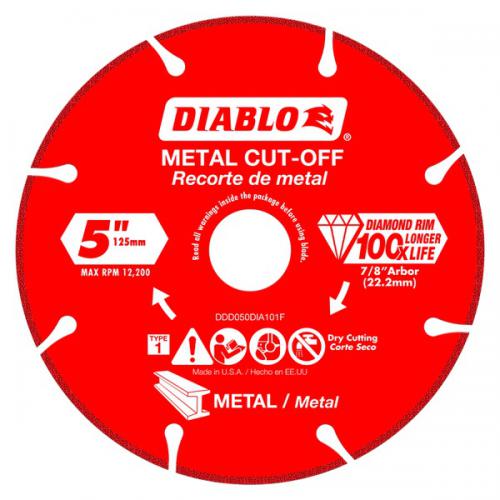 DIABLO®
METAL CUT-OFF
Recorte de metal
Read all warnings inside the package before using blade.
5"
125mm
MAX RPM 12,200
DIAMOND RIM
100X LONGER LIFE
7/8" Arbor
(22.2mm)
DDD050DIA101F
TYPE
1
Dry Cutting
Corte Seco
Made in U.S.A. / Hecho en EE.UU
METAL / Metal